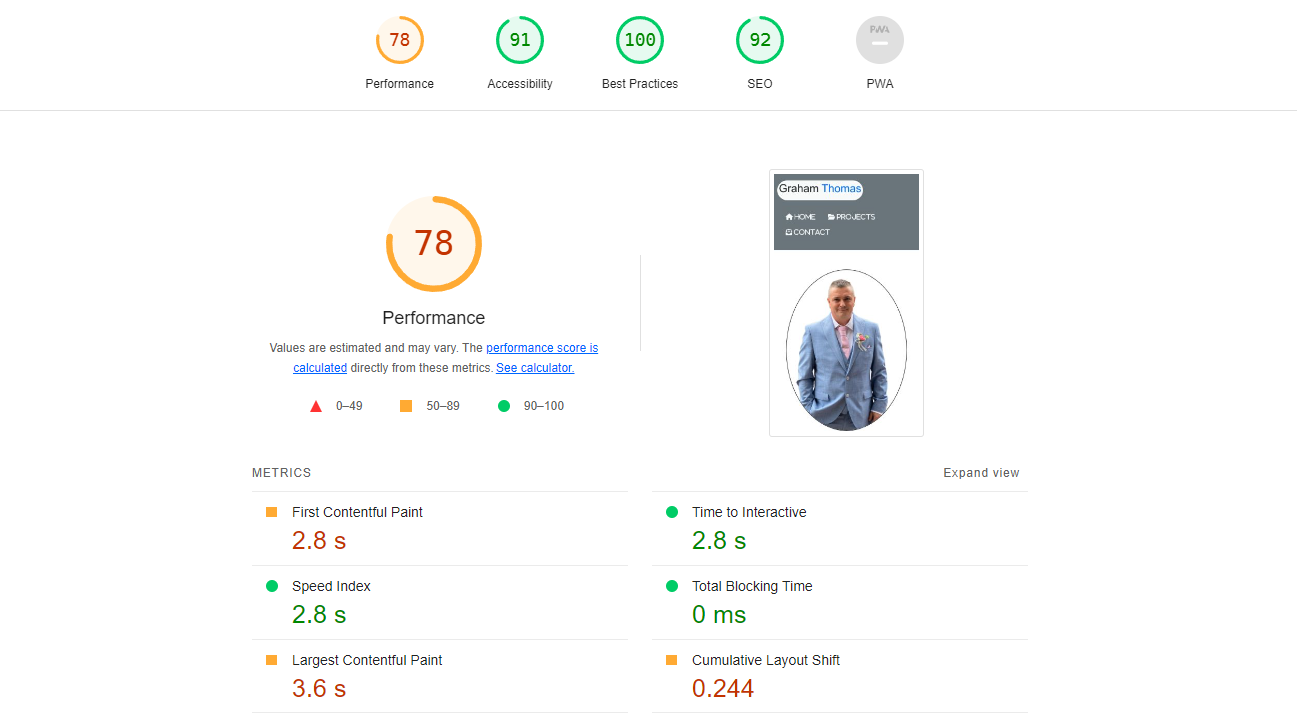 78
91
100
92
PWA
Performance
Accessibility
Best Practices
SEO
PWA
78
Performance
Values are estimated and may vary. The performance score is
calculated directly from these metrics. See calculator.
0–49
50–89
90–100
Graham Thomas
HOME
PROJECTS
CONTACT
METRICS
Expand view
First Contentful Paint
2.8 s
Time to Interactive
2.8 s
Speed Index
2.8 s
Total Blocking Time
0 ms
Largest Contentful Paint
3.6 s
Cumulative Layout Shift
0.244